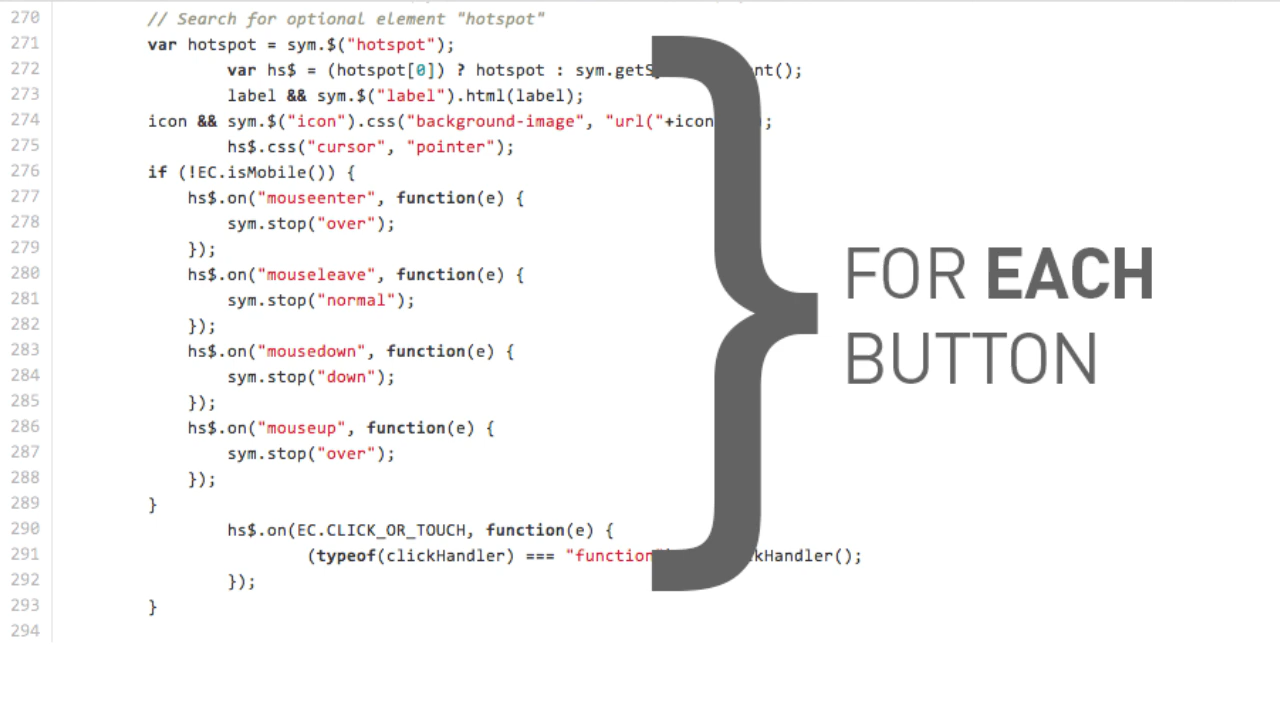 270 // Search for optional element "hotspot"
271 var hotspot = sym.$("hotspot");
272 var hs$ = (hotspot[0]) ? hotspot : sym.getS nt();
273 label && sym.$("label").html(label);
274 icon && sym.$("icon").css("background-image", "url("+icon ;
275 hs$.css("cursor", "pointer");
276 if (!EC.isMobile()) {
277 hs$.on("mouseenter", function(e) {
278 sym.stop("over");
279 });
280 hs$.on("mouseleave", function(e) {
281 sym.stop("normal");
282 });
283 hs$.on("mousedown", function(e) {
284 sym.stop("down");
285 });
286 hs$.on("mouseup", function(e) {
287 sym.stop("over");
288 });
289 }
290 hs$.on(EC.CLICK_OR_TOUCH, function(e) {
291 (typeof(clickHandler) === "function kHandler();
292 });
293 }
294
} FOR EACH
BUTTON